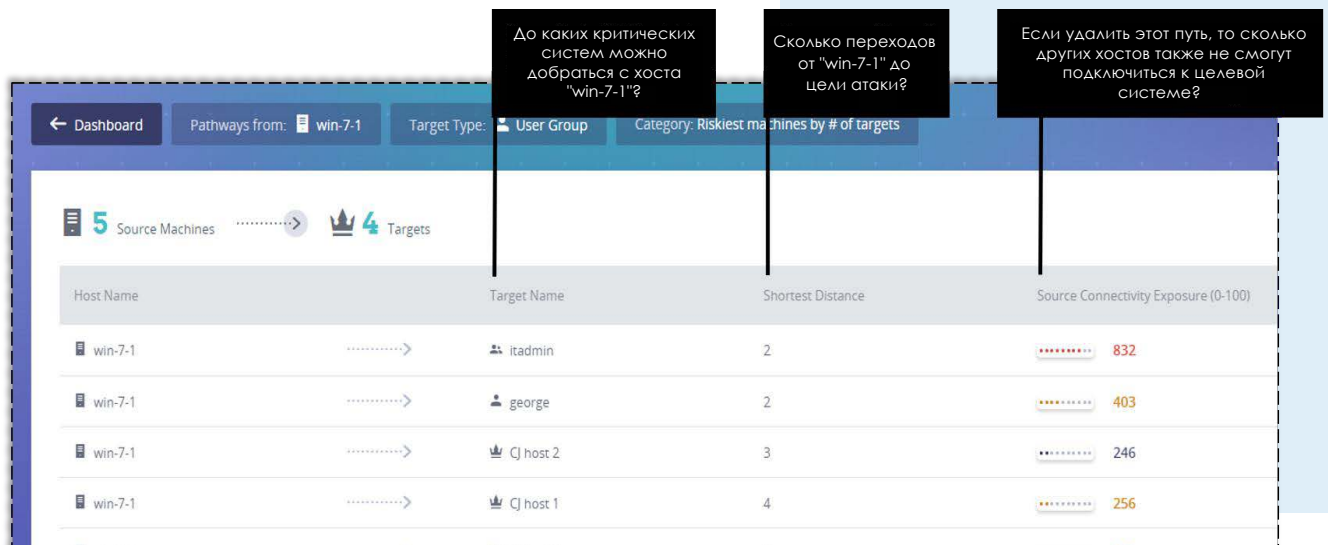 До каких критических
систем можно
добраться с хоста
"win-7-1"?
Сколько переходов
от "win-7-1" до
цели атаки?
Если удалить этот путь, то сколько
других хостов также не смогут
подключиться к целевой
системе?
← Dashboard Pathways from: win-7-1 Target Type: User Group Category: Riskiest machines by # of targets
5 Source Machines 4 Targets
Host Name Target Name Shortest Distance Source Connectivity Exposure (0-100)
win-7-1 itadmin 2 832
win-7-1 george 2 403
win-7-1 CJ host 2 3 246
win-7-1 CJ host 1 4 256